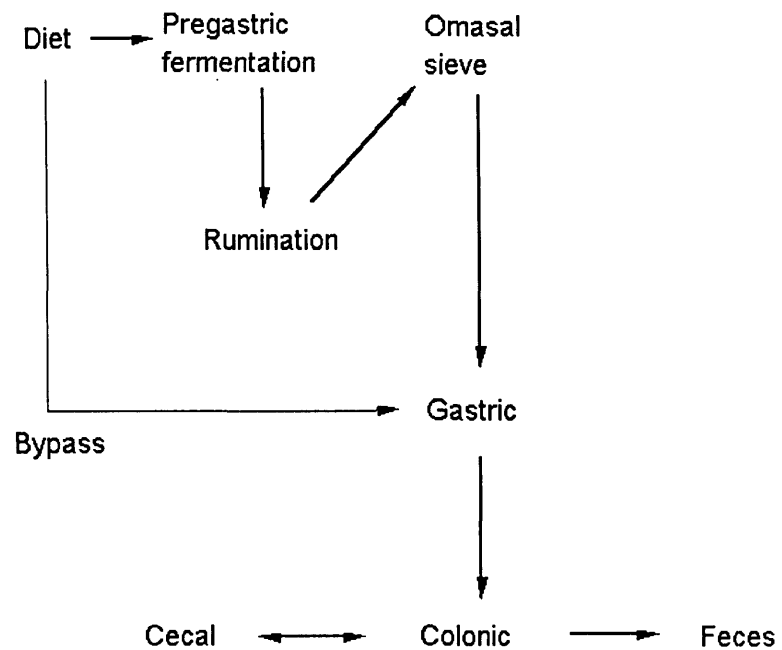 Diet
Pregastric
fermentation
Omasal
sieve
Rumination
Gastric
Bypass
Cecal
Colonic
Feces